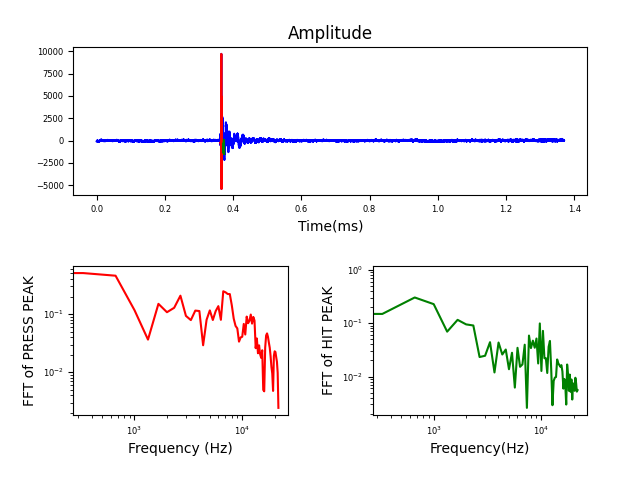 Amplitude
10000
7500
5000
2500
0
−2500
−5000
0.0 0.2 0.4 0.6 0.8 1.0 1.2 1.4
Time(ms)
FFT of PRESS PEAK
10⁻¹
10⁻²
10³ 10⁴
Frequency (Hz)
FFT of HIT PEAK
10⁰
10⁻¹
10⁻²
10³ 10⁴
Frequency(Hz)